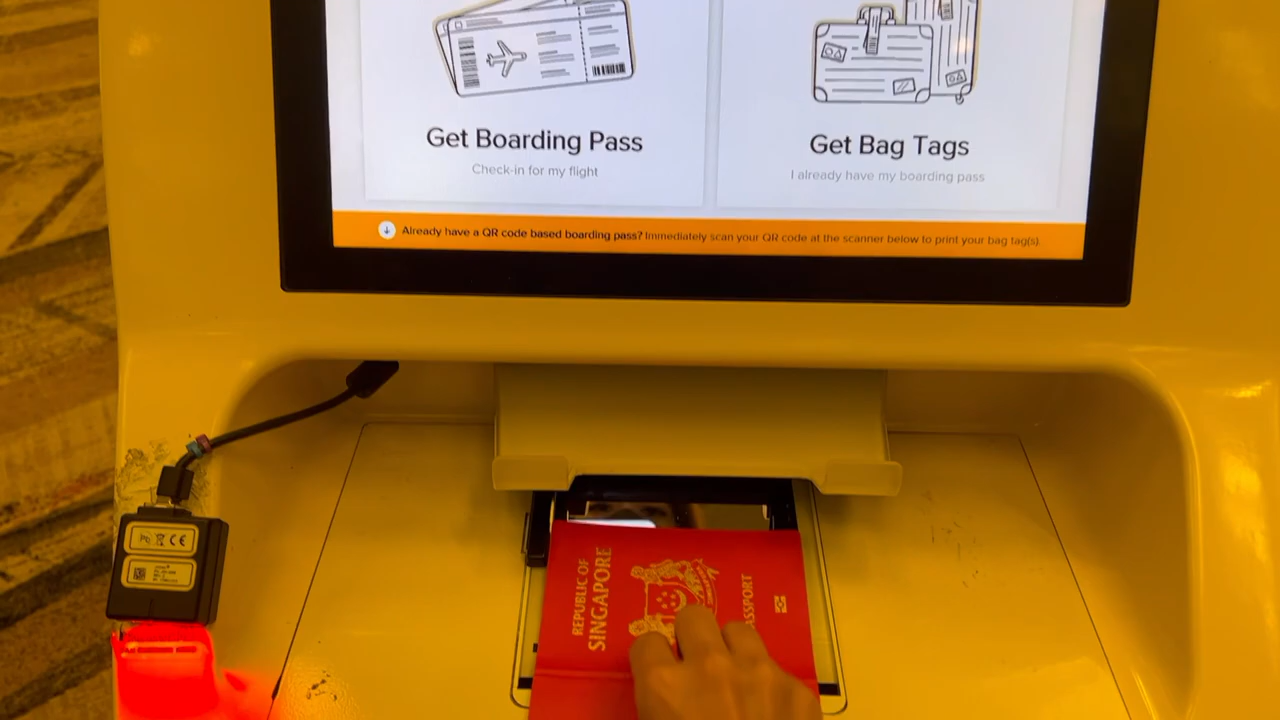 Get Boarding Pass
Check-in for my flight
Get Bag Tags
I already have my boarding pass
Already have a QR code based boarding pass? Immediately scan your QR code at the scanner below to print your bag tag(s).
REPUBLIC OF
SINGAPORE
ASSPORT
CE